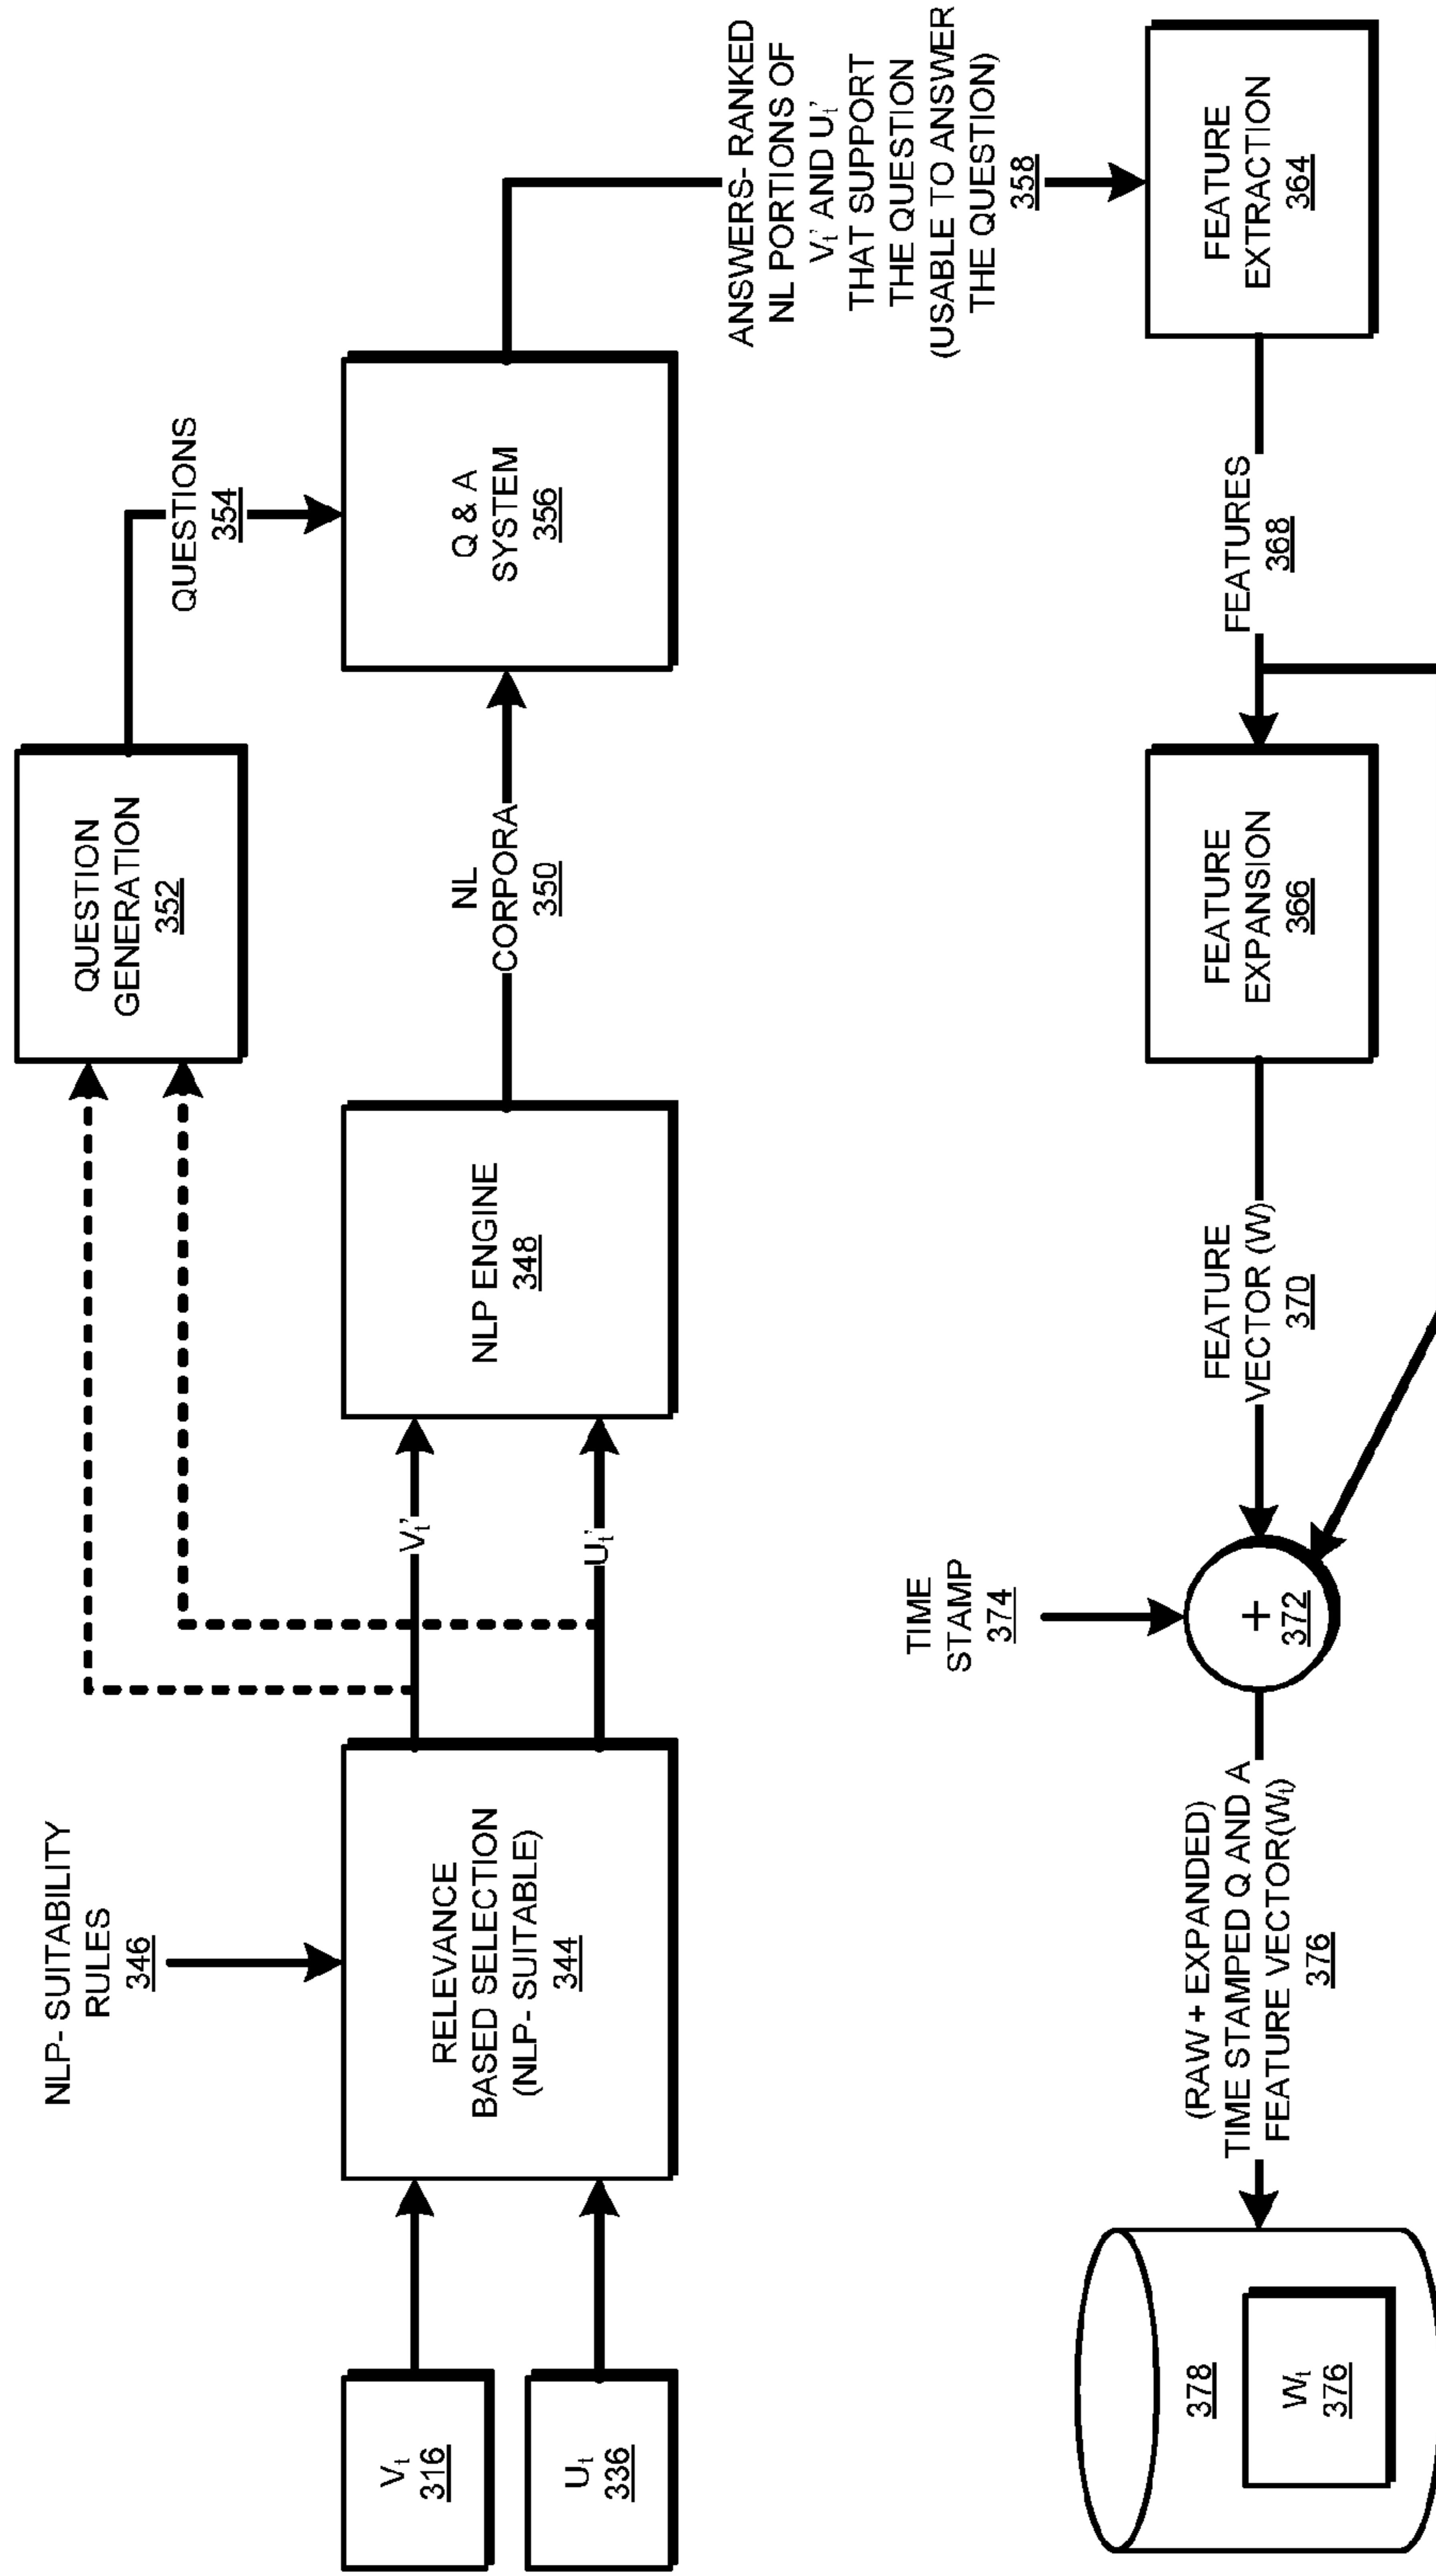 NLP- SUITABILITY
RULES
346
QUESTION
GENERATION
352
QUESTIONS
354
Vt
316
Ut
336
RELEVANCE
BASED SELECTION
(NLP- SUITABLE)
344
Vt'
Ut'
NLP ENGINE
348
NL
CORPORA
350
Q & A
SYSTEM
356
ANSWERS- RANKED
NL PORTIONS OF
Vt' AND Ut'
THAT SUPPORT
THE QUESTION
(USABLE TO ANSWER
THE QUESTION)
358
FEATURE
EXTRACTION
364
FEATURES
368
FEATURE
EXPANSION
366
FEATURE
VECTOR (W)
370
TIME
STAMP
374
+
372
(RAW + EXPANDED)
TIME STAMPED Q AND A
FEATURE VECTOR(Wt)
376
378
Wt
376